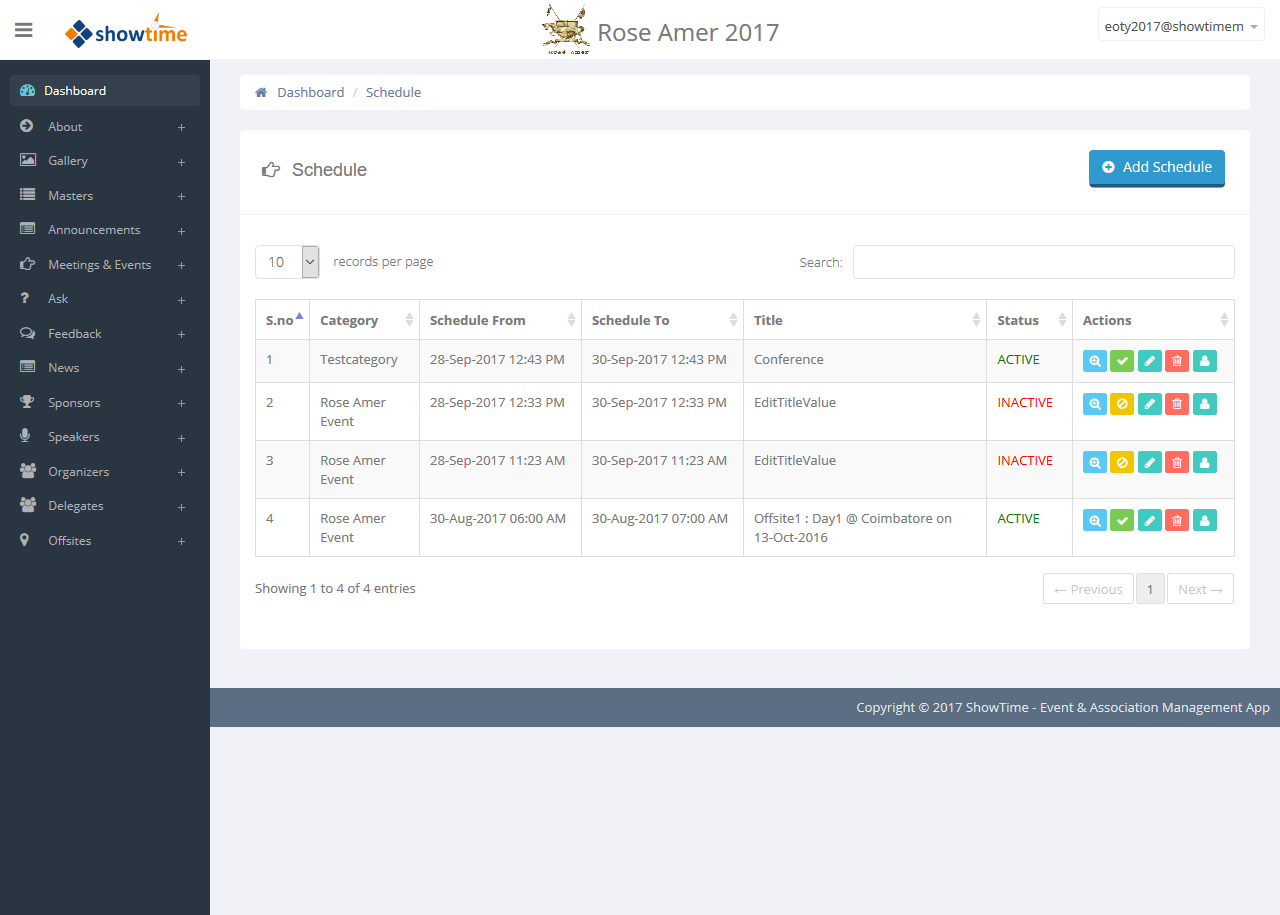 showtime
Rose Amer 2017
eoty2017@showtimem
Dashboard
About +
Gallery +
Masters +
Announcements +
Meetings & Events +
Ask +
Feedback +
News +
Sponsors +
Speakers +
Organizers +
Delegates +
Offsites +
Dashboard / Schedule
Schedule
Add Schedule
10 records per page
Search:
S.no Category Schedule From Schedule To Title Status Actions
1 Testcategory 28-Sep-2017 12:43 PM 30-Sep-2017 12:43 PM Conference ACTIVE
2 Rose Amer 28-Sep-2017 12:33 PM 30-Sep-2017 12:33 PM EditTitleValue INACTIVE
Event
3 Rose Amer 28-Sep-2017 11:23 AM 30-Sep-2017 11:23 AM EditTitleValue INACTIVE
Event
4 Rose Amer 30-Aug-2017 06:00 AM 30-Aug-2017 07:00 AM Offsite1 : Day1 @ Coimbatore on ACTIVE
Event 13-Oct-2016
Showing 1 to 4 of 4 entries
← Previous 1 Next →
Copyright © 2017 ShowTime - Event & Association Management App